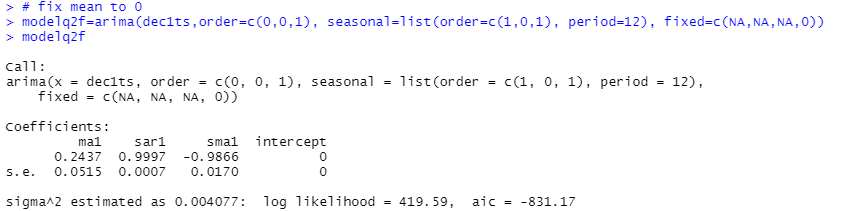 > # fix mean to 0
> modelq2f=arima(dec1ts,order=c(0,0,1), seasonal=list(order=c(1,0,1), period=12), fixed=c(NA,NA,NA,0))
> modelq2f
Call:
arima(x = dec1ts, order = c(0, 0, 1), seasonal = list(order = c(1, 0, 1), period = 12),
    fixed = c(NA, NA, NA, 0))
Coefficients:
         ma1    sar1     sma1  intercept
      0.2437  0.9997  -0.9866          0
s.e.  0.0515  0.0007   0.0170          0
sigma^2 estimated as 0.004077:  log likelihood = 419.59,  aic = -831.17